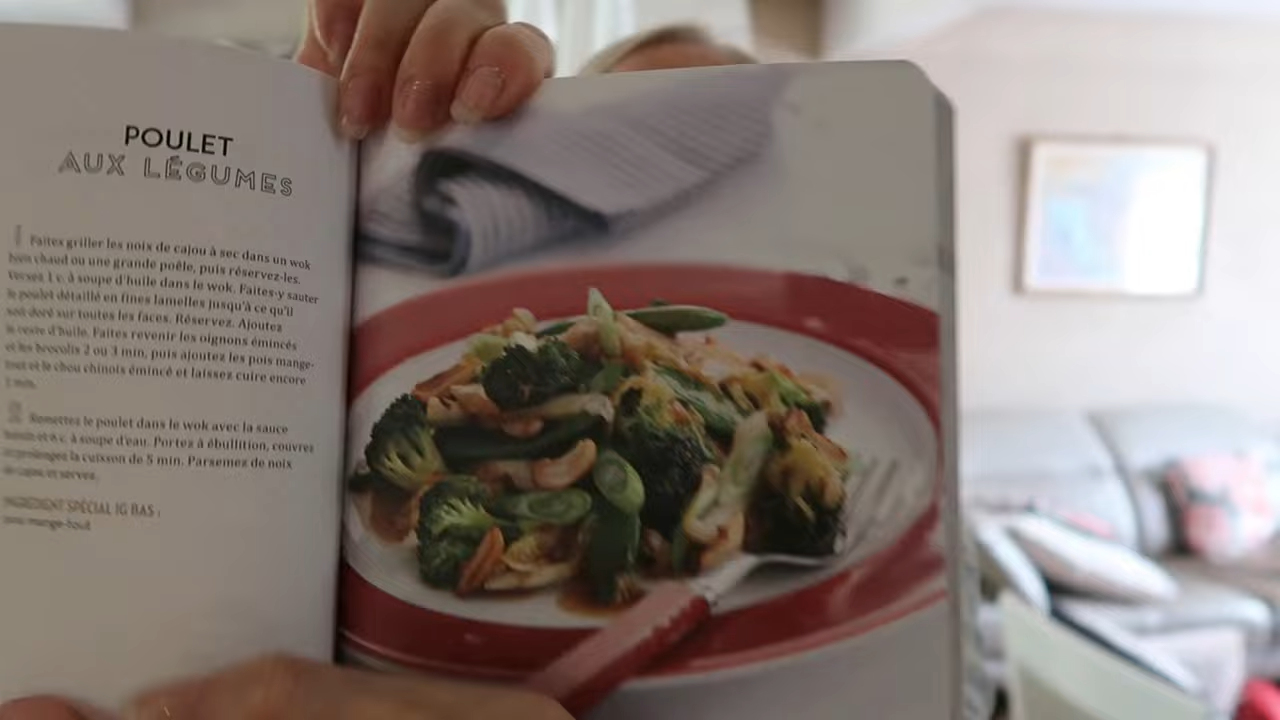 POULET
AUX LÉGUMES
1 Faites griller les noix de cajou à sec dans un wok
bien chaud ou une grande poêle, puis réservez-les.
Versez 1 c. à soupe d'huile dans le wok. Faites-y sauter
le poulet détaillé en fines lamelles jusqu'à ce qu'il
soit doré sur toutes les faces. Réservez. Ajoutez
le reste d'huile. Faites revenir les oignons émincés
et les brocolis 2 ou 3 min, puis ajoutez les pois mange-
tout et le chou chinois émincé et laissez cuire encore
1 min.
2 Remettez le poulet dans le wok avec la sauce
et 6 c. à soupe d'eau. Portez à ébullition, couvrez
et prolongez la cuisson de 5 min. Parsemez de noix
de cajou et servez.
INGRÉDIENT SPÉCIAL IG BAS :
pois mange-tout